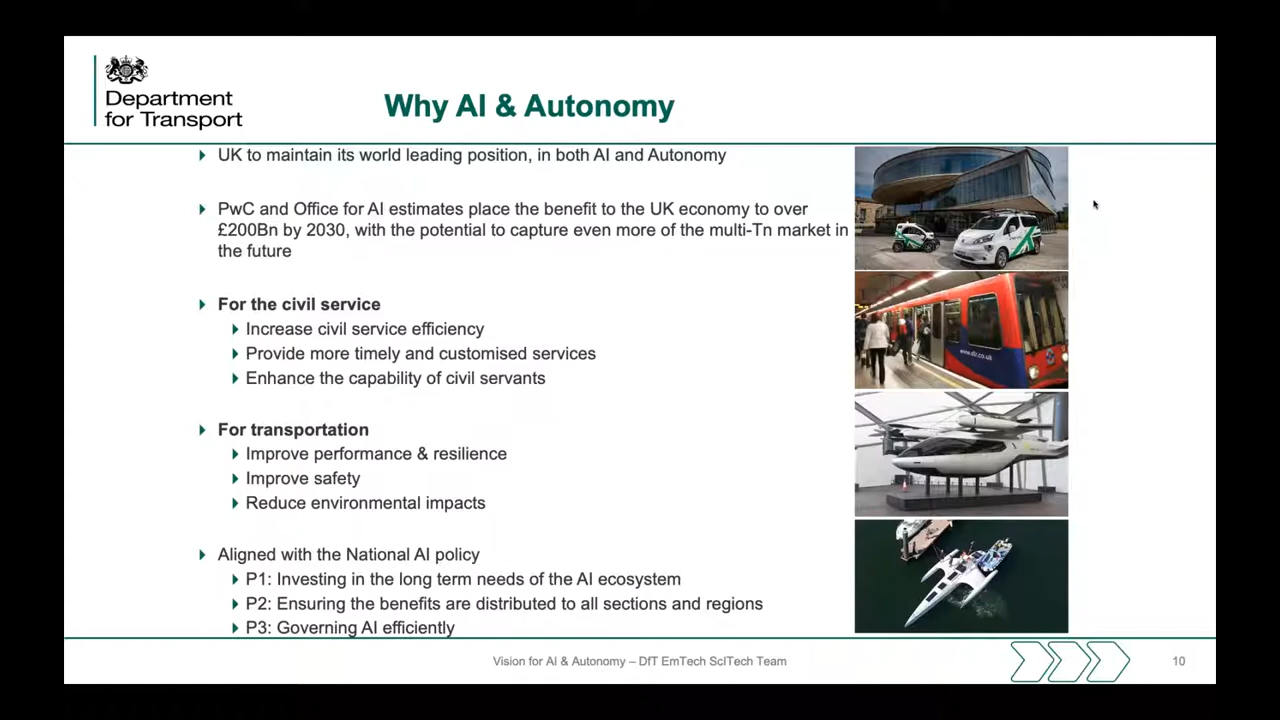 Department
for Transport
Why AI & Autonomy
UK to maintain its world leading position, in both AI and Autonomy
PwC and Office for AI estimates place the benefit to the UK economy to over
£200Bn by 2030, with the potential to capture even more of the multi-Tn market in
the future
For the civil service
Increase civil service efficiency
Provide more timely and customised services
Enhance the capability of civil servants
For transportation
Improve performance & resilience
Improve safety
Reduce environmental impacts
Aligned with the National AI policy
P1: Investing in the long term needs of the AI ecosystem
P2: Ensuring the benefits are distributed to all sections and regions
P3: Governing AI efficiently
www.dlr.co.uk
Vision for AI & Autonomy – DfT EmTech SciTech Team
10